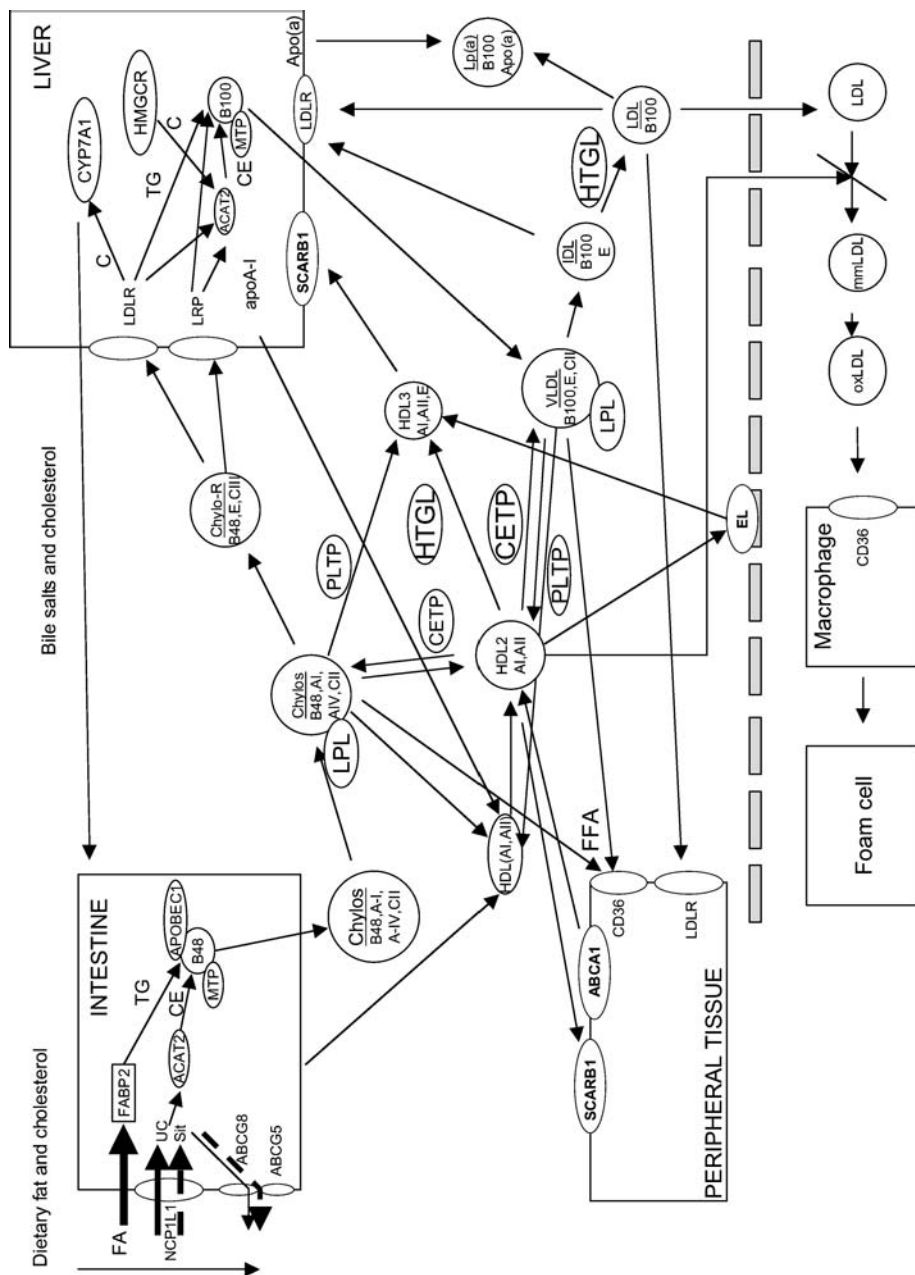 Dietary fat and cholesterol
Bile salts and cholesterol
INTESTINE
FA
FABP2
TG
APOBEC1
NCP1L1
UC
Sit
ACAT2
CE
B48
MTP
ABCG8
ABCG5
LIVER
CYP7A1
HMGCR
C
C
TG
LDLR
LRP
ACAT2
CE
B100
MTP
apoA-I
SCARB1
LDLR
Apo(a)
Chylos
B48,A-I,
A-IV,CII
Chylos
B48,AI,
AIV,CII
LPL
Chylo-R
B48,E,CIII
PLTP
CETP
HTGL
HDL3
AI,AII,E
HDL(AI,AII)
HDL2
AI,AII
CETP
PLTP
VLDL
B100,E,CII
LPL
IDL
B100
E
HTGL
LDL
B100
Lp(a)
B100
Apo(a)
FFA
SCARB1
ABCA1
CD36
LDLR
PERIPHERAL TISSUE
EL
Foam cell
Macrophage
CD36
oxLDL
mmLDL
LDL